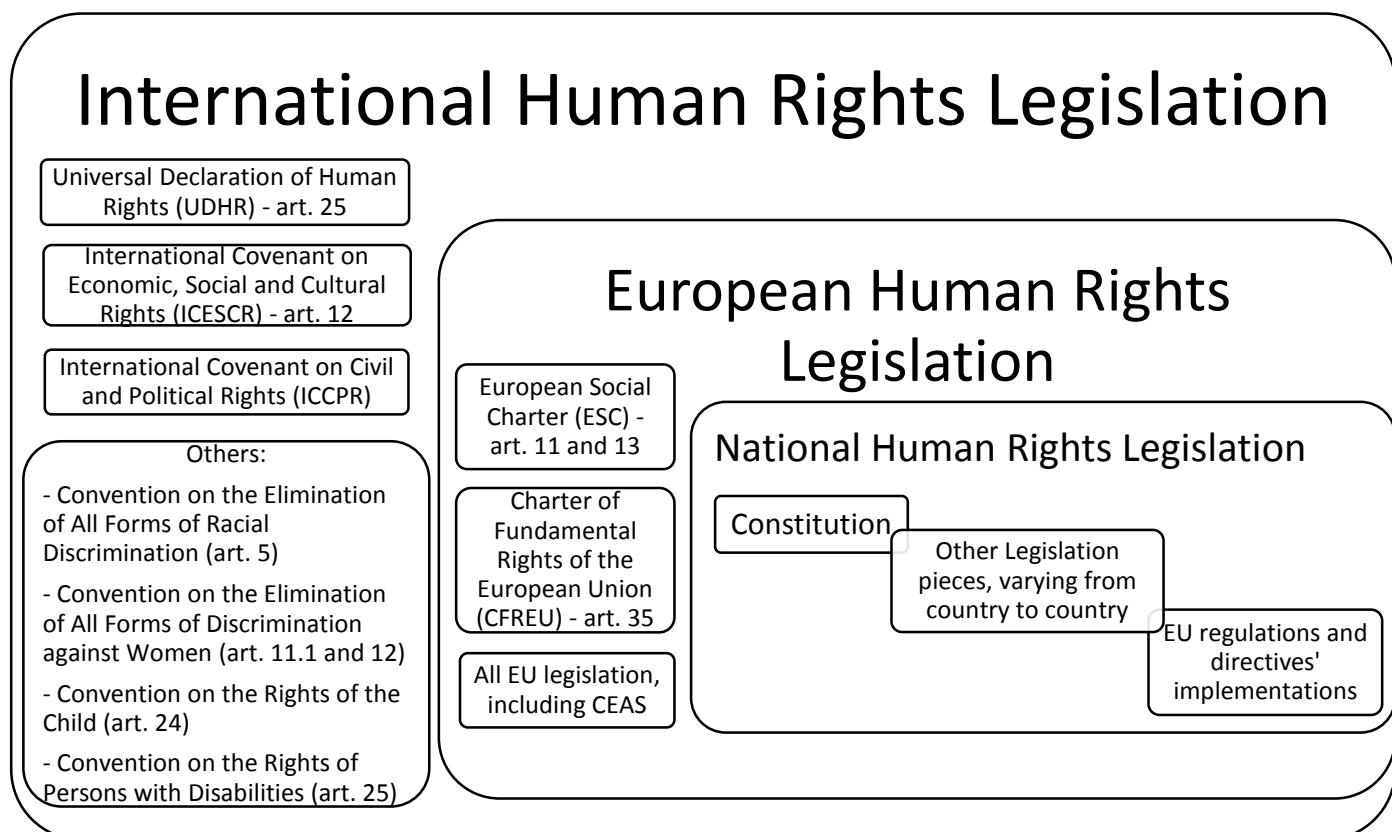 International Human Rights Legislation
Universal Declaration of Human
Rights (UDHR) - art. 25
International Covenant on
Economic, Social and Cultural
Rights (ICESCR) - art. 12
International Covenant on Civil
and Political Rights (ICCPR)
Others:
- Convention on the Elimination
of All Forms of Racial
Discrimination (art. 5)
- Convention on the Elimination
of All Forms of Discrimination
against Women (art. 11.1 and 12)
- Convention on the Rights of the
Child (art. 24)
- Convention on the Rights of
Persons with Disabilities (art. 25)
European Human Rights
Legislation
European Social
Charter (ESC) -
art. 11 and 13
Charter of
Fundamental
Rights of the
European Union
(CFREU) - art. 35
All EU legislation,
including CEAS
National Human Rights Legislation
Constitution
Other Legislation
pieces, varying from
country to country
EU regulations and
directives'
implementations